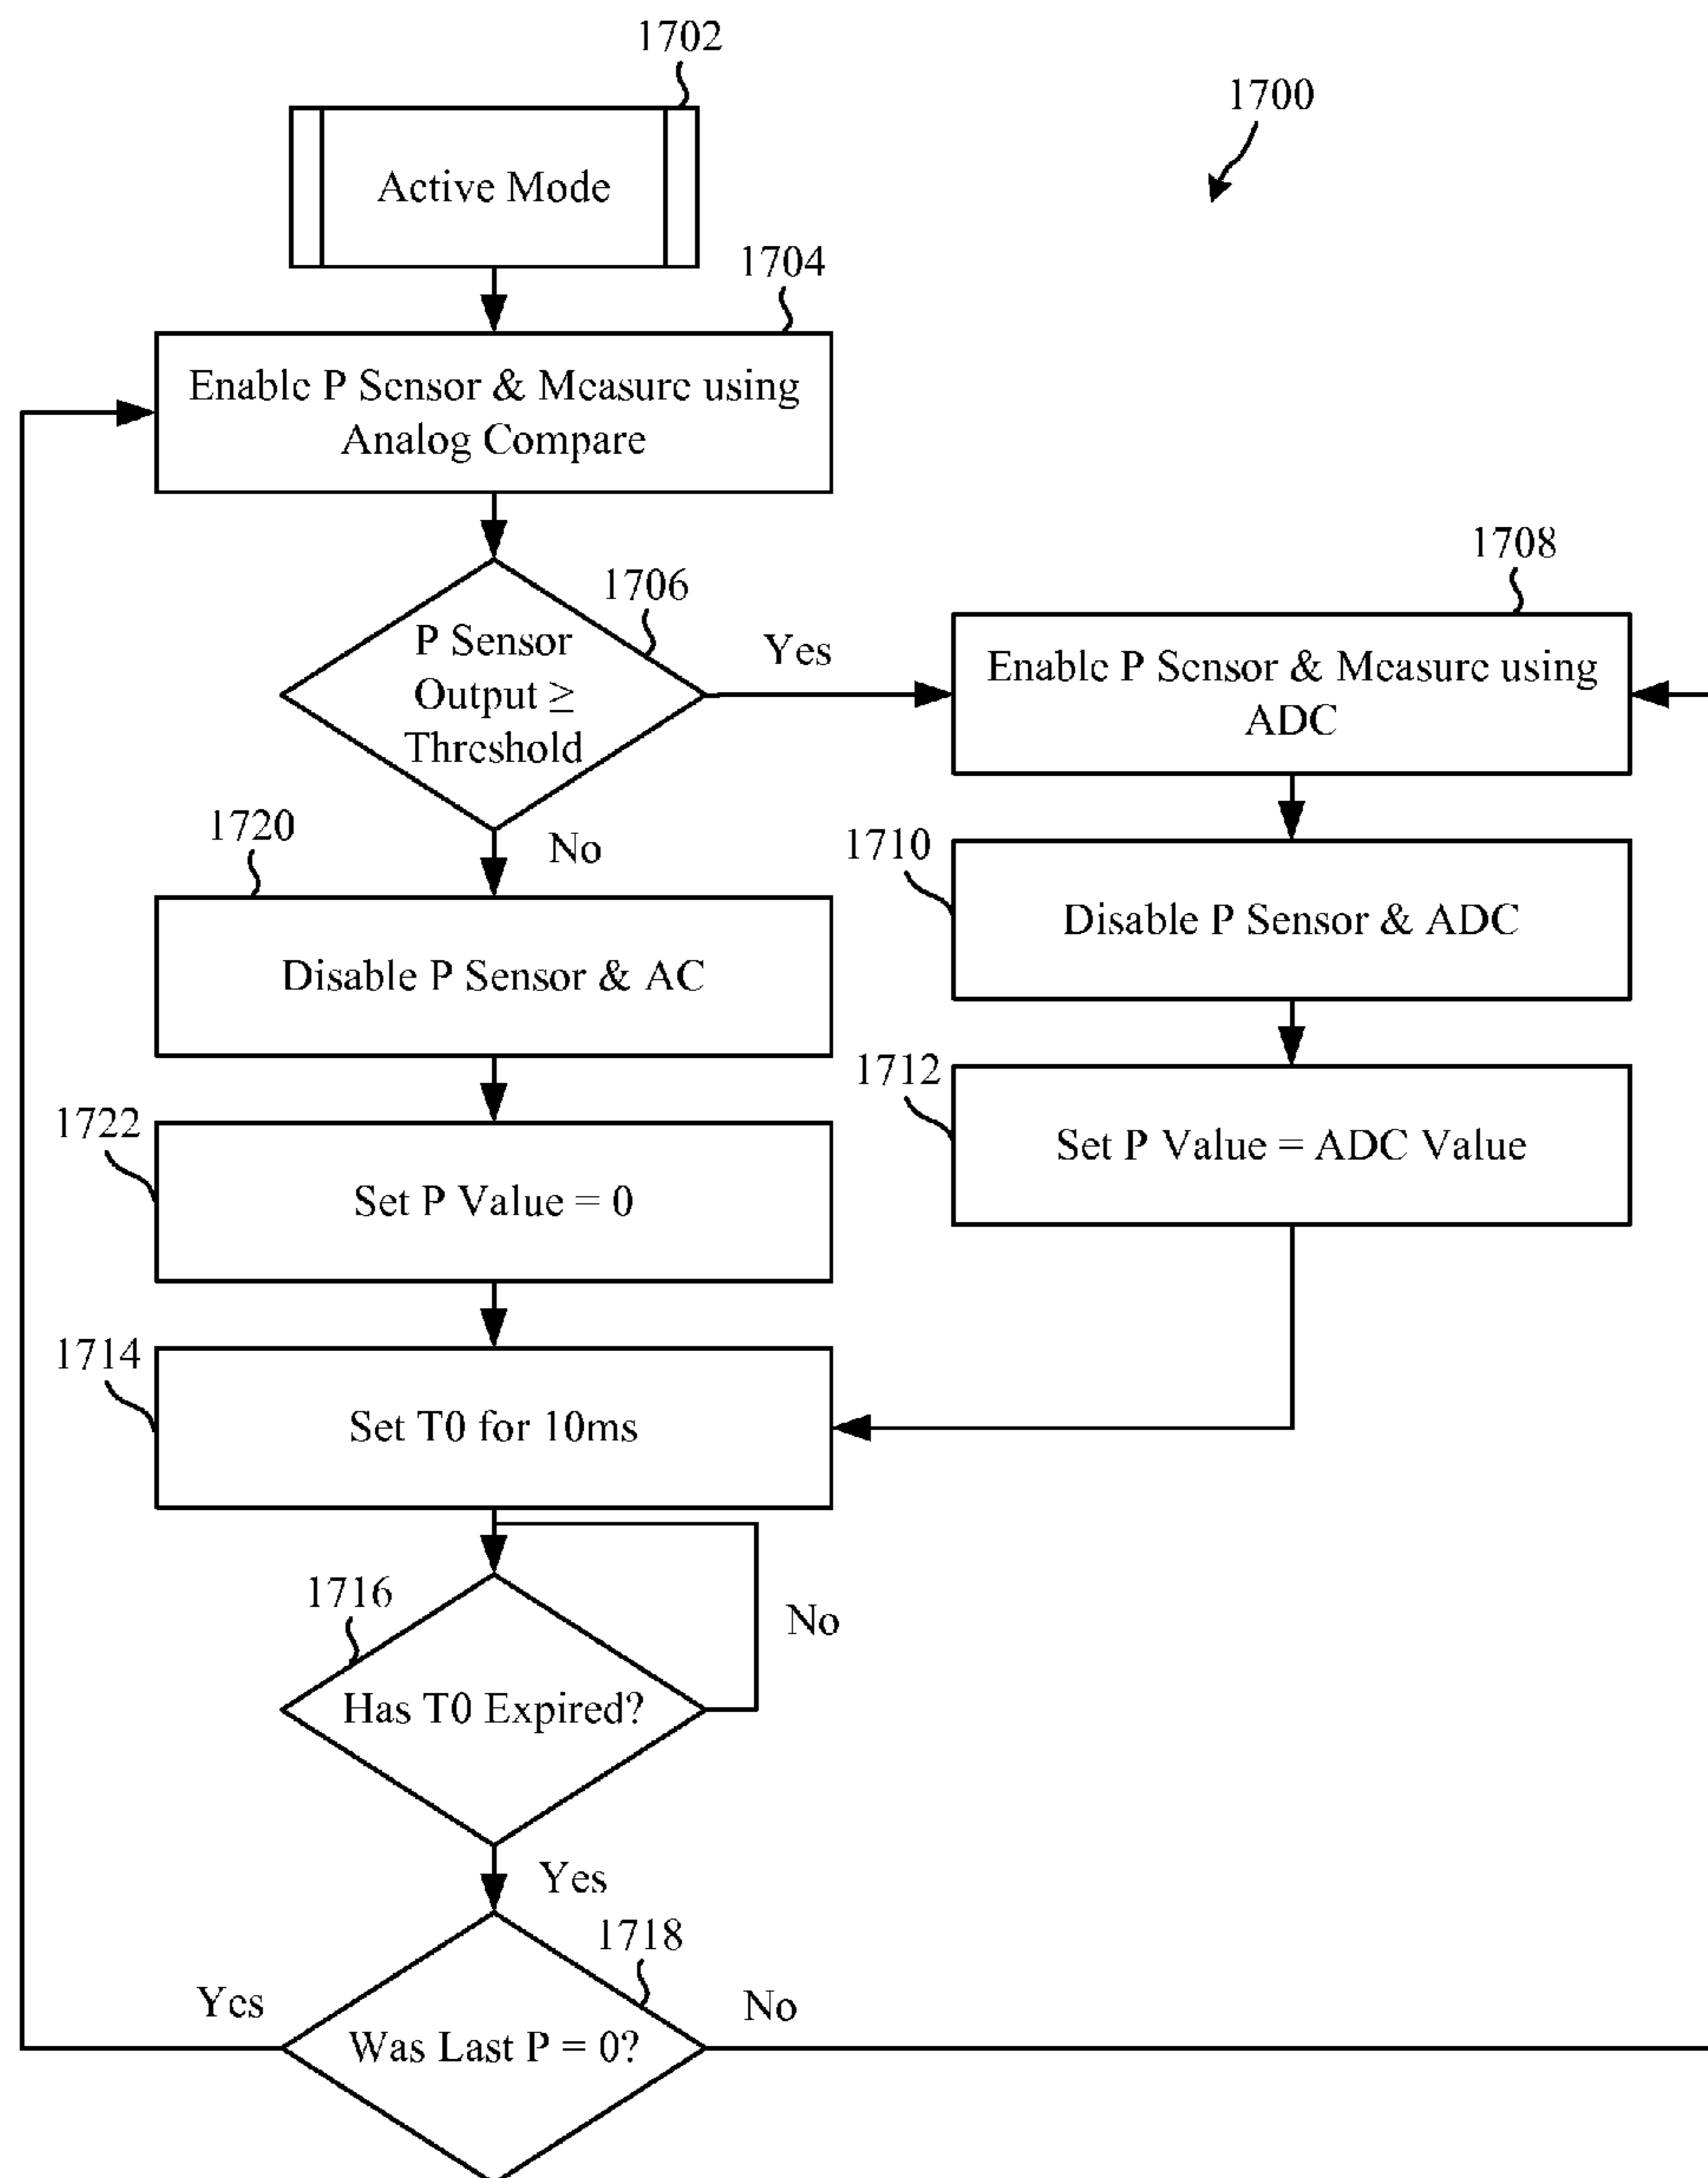 1702
1700
Active Mode
1704
Enable P Sensor & Measure using
Analog Compare
1706
P Sensor
Output ≥
Threshold
Yes
1708
Enable P Sensor & Measure using
ADC
No
1720
Disable P Sensor & AC
1710
Disable P Sensor & ADC
1722
Set P Value = 0
1712
Set P Value = ADC Value
1714
Set T0 for 10ms
1716
Has T0 Expired?
No
Yes
1718
Was Last P = 0?
Yes
No